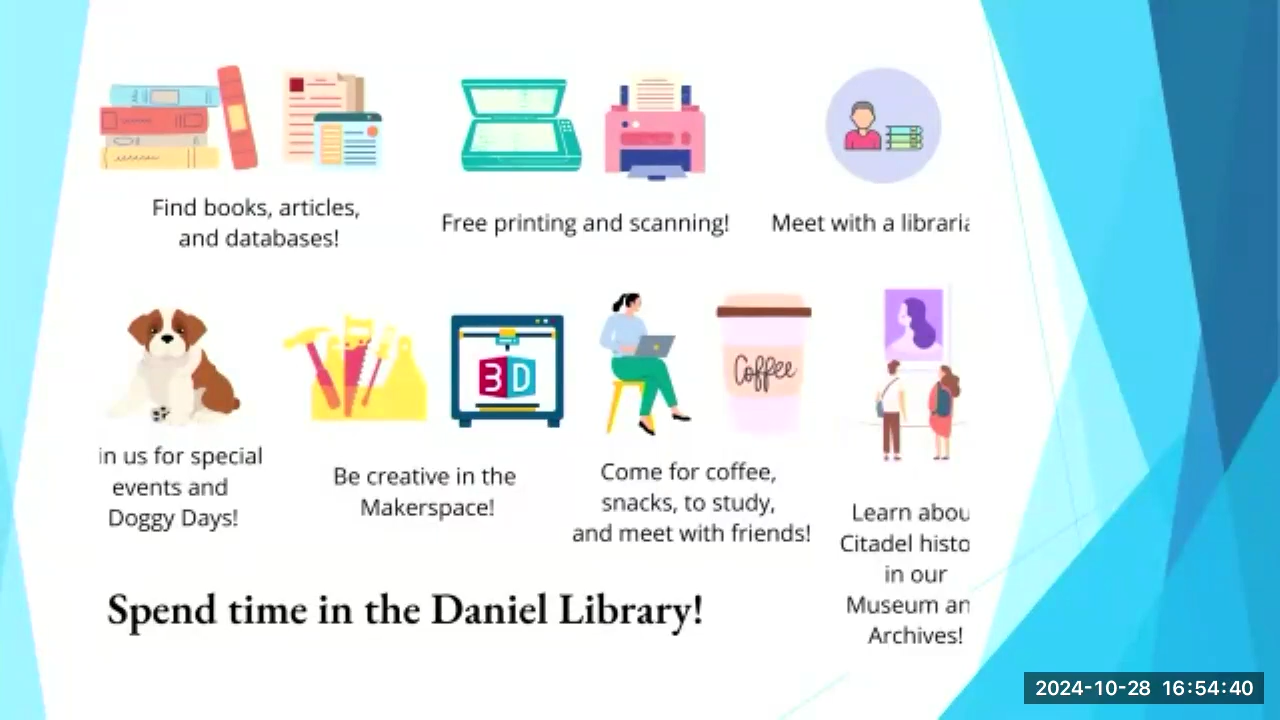 Find books, articles,
and databases!
Free printing and scanning!
Meet with a libraria
3D
Coffee
in us for special
events and
Doggy Days!
Be creative in the
Makerspace!
Come for coffee,
snacks, to study,
and meet with friends!
Learn abou
Citadel histo
in our
Museum an
Archives!
Spend time in the Daniel Library!
2024-10-28 16:54:40